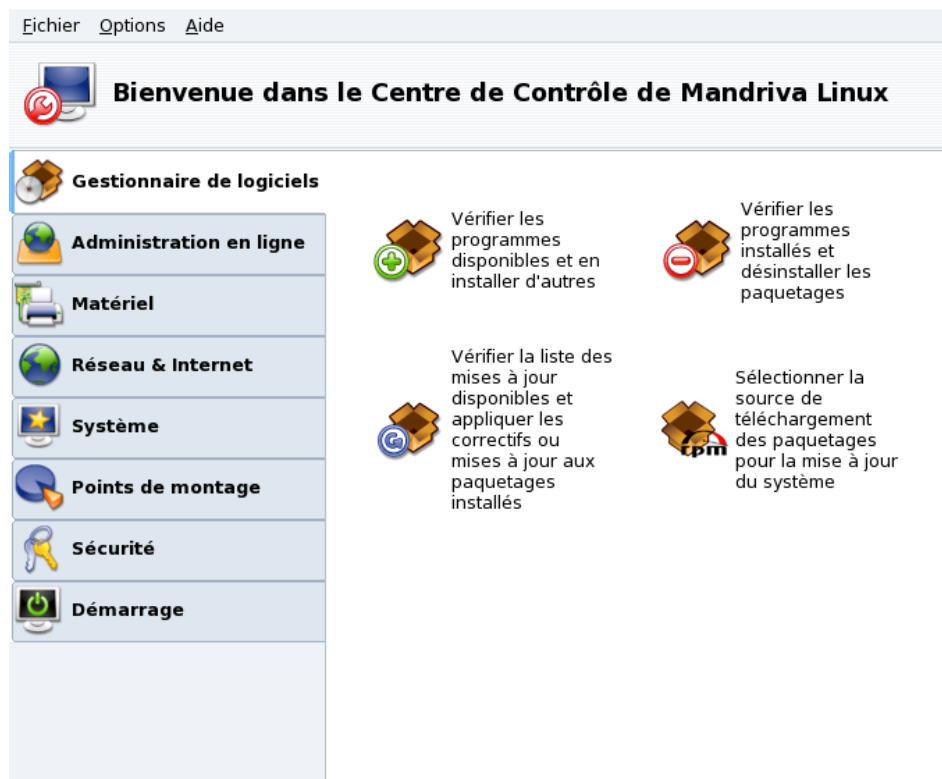 Fichier Options Aide
Bienvenue dans le Centre de Contrôle de Mandriva Linux
Gestionnaire de logiciels
Administration en ligne
Matériel
Réseau & Internet
Système
Points de montage
Sécurité
Démarrage
Vérifier les
programmes
disponibles et en
installer d'autres
Vérifier les
programmes
installés et
désinstaller les
paquetages
Vérifier la liste des
mises à jour
disponibles et
appliquer les
correctifs ou
mises à jour aux
paquetages
installés
Sélectionner la
source de
téléchargement
des paquetages
pour la mise à jour
du système
rpm